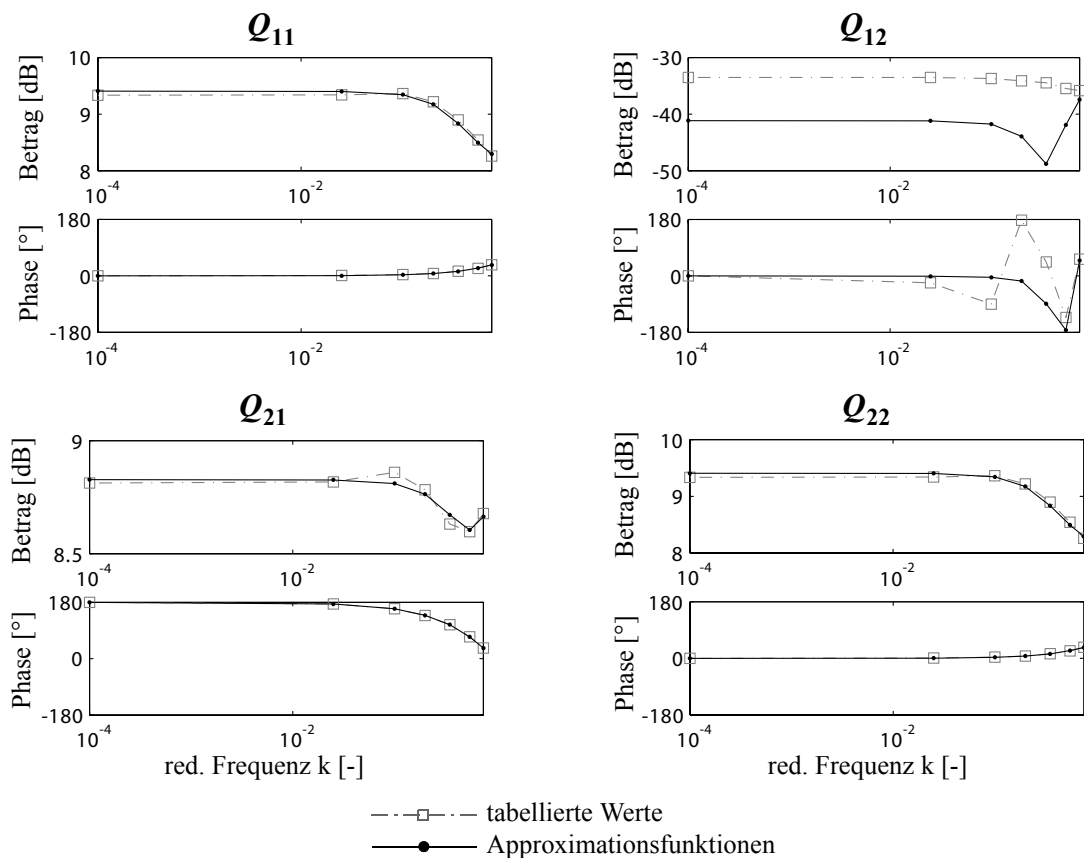 Q11
Betrag [dB]
10
9
8
10-4
10-2
Phase [°]
180
0
-180
10-4
10-2
Q12
Betrag [dB]
-30
-40
-50
10-4
10-2
Phase [°]
180
0
-180
10-4
10-2
Q21
Betrag [dB]
9
8.5
10-4
10-2
Phase [°]
180
0
-180
10-4
10-2
red. Frequenz k [-]
Q22
Betrag [dB]
10
9
8
10-4
10-2
Phase [°]
180
0
-180
10-4
10-2
red. Frequenz k [-]
tabellierte Werte
Approximationsfunktionen